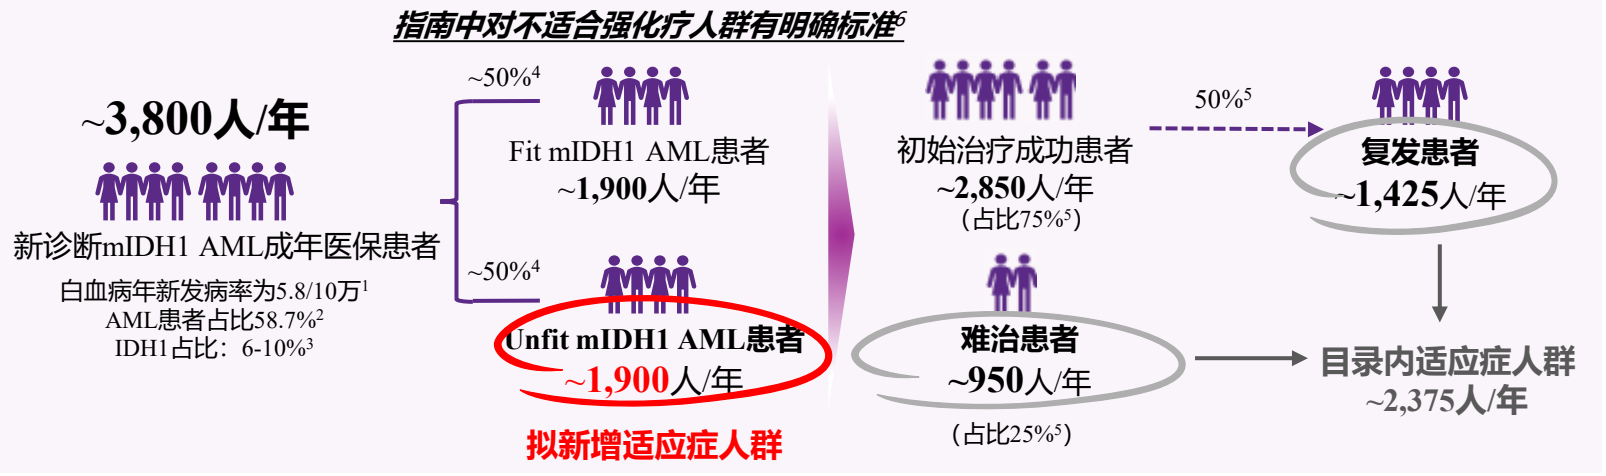 指南中对不适合强化疗人群有明确标准6
~3,800人/年
新诊断mIDH1 AML成年医保患者
白血病年新发病率为5.8/10万1
AML患者占比58.7%2
IDH1占比：6-10%3
~50%4
Fit mIDH1 AML患者
~1,900人/年
~50%4
Unfit mIDH1 AML患者
~1,900人/年
拟新增适应症人群
初始治疗成功患者
~2,850人/年
（占比75%5）
难治患者
~950人/年
（占比25%5）
50%5
复发患者
~1,425人/年
目录内适应症人群
~2,375人/年